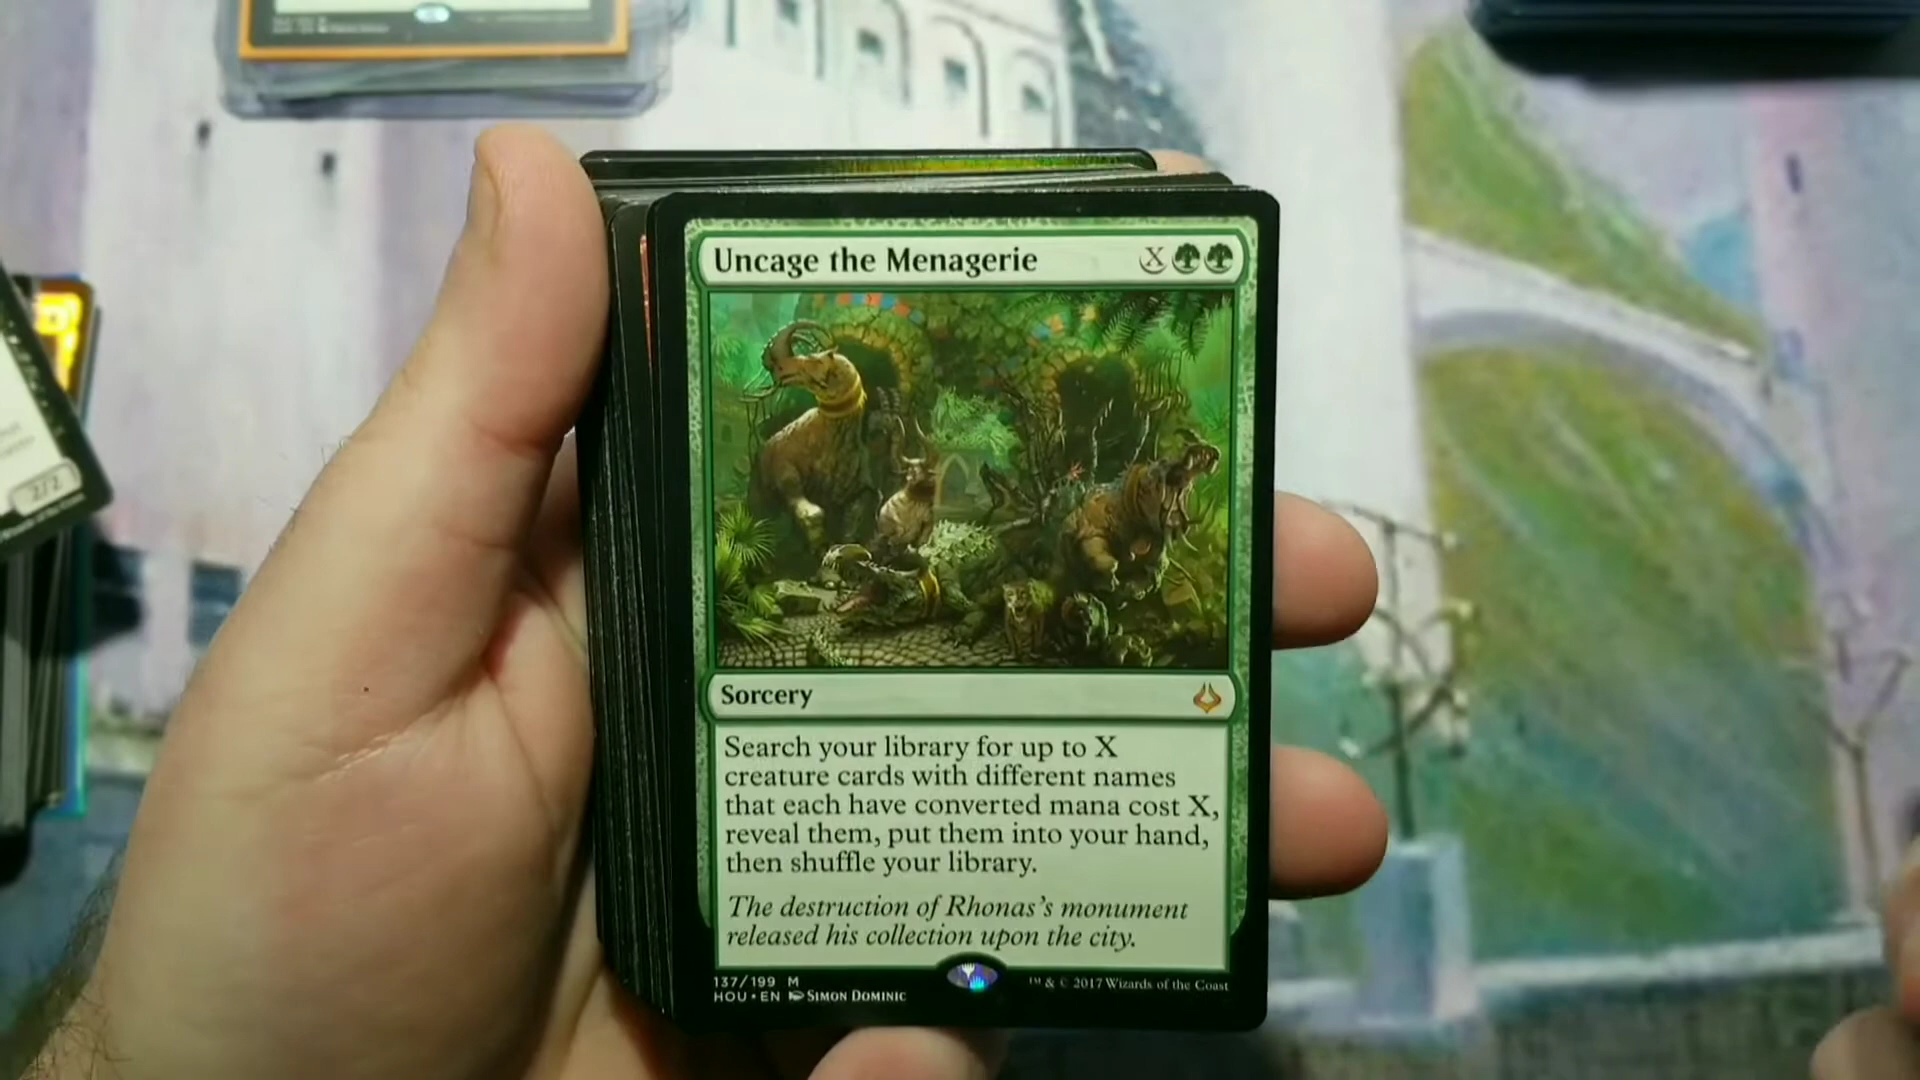 Uncage the Menagerie X
Sorcery
Search your library for up to X
creature cards with different names
that each have converted mana cost X,
reveal them, put them into your hand,
then shuffle your library.
The destruction of Rhonas's monument
released his collection upon the city.
137/199 M
HOU • EN Simon Dominic
™ & © 2017 Wizards of the Coast
2/2